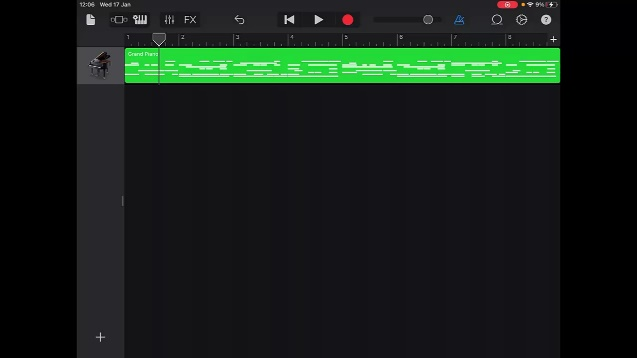 12:06 Wed 17 Jan
9%
FX
?
1 2 3 4 5 6 7 8
+
Grand Piano
+